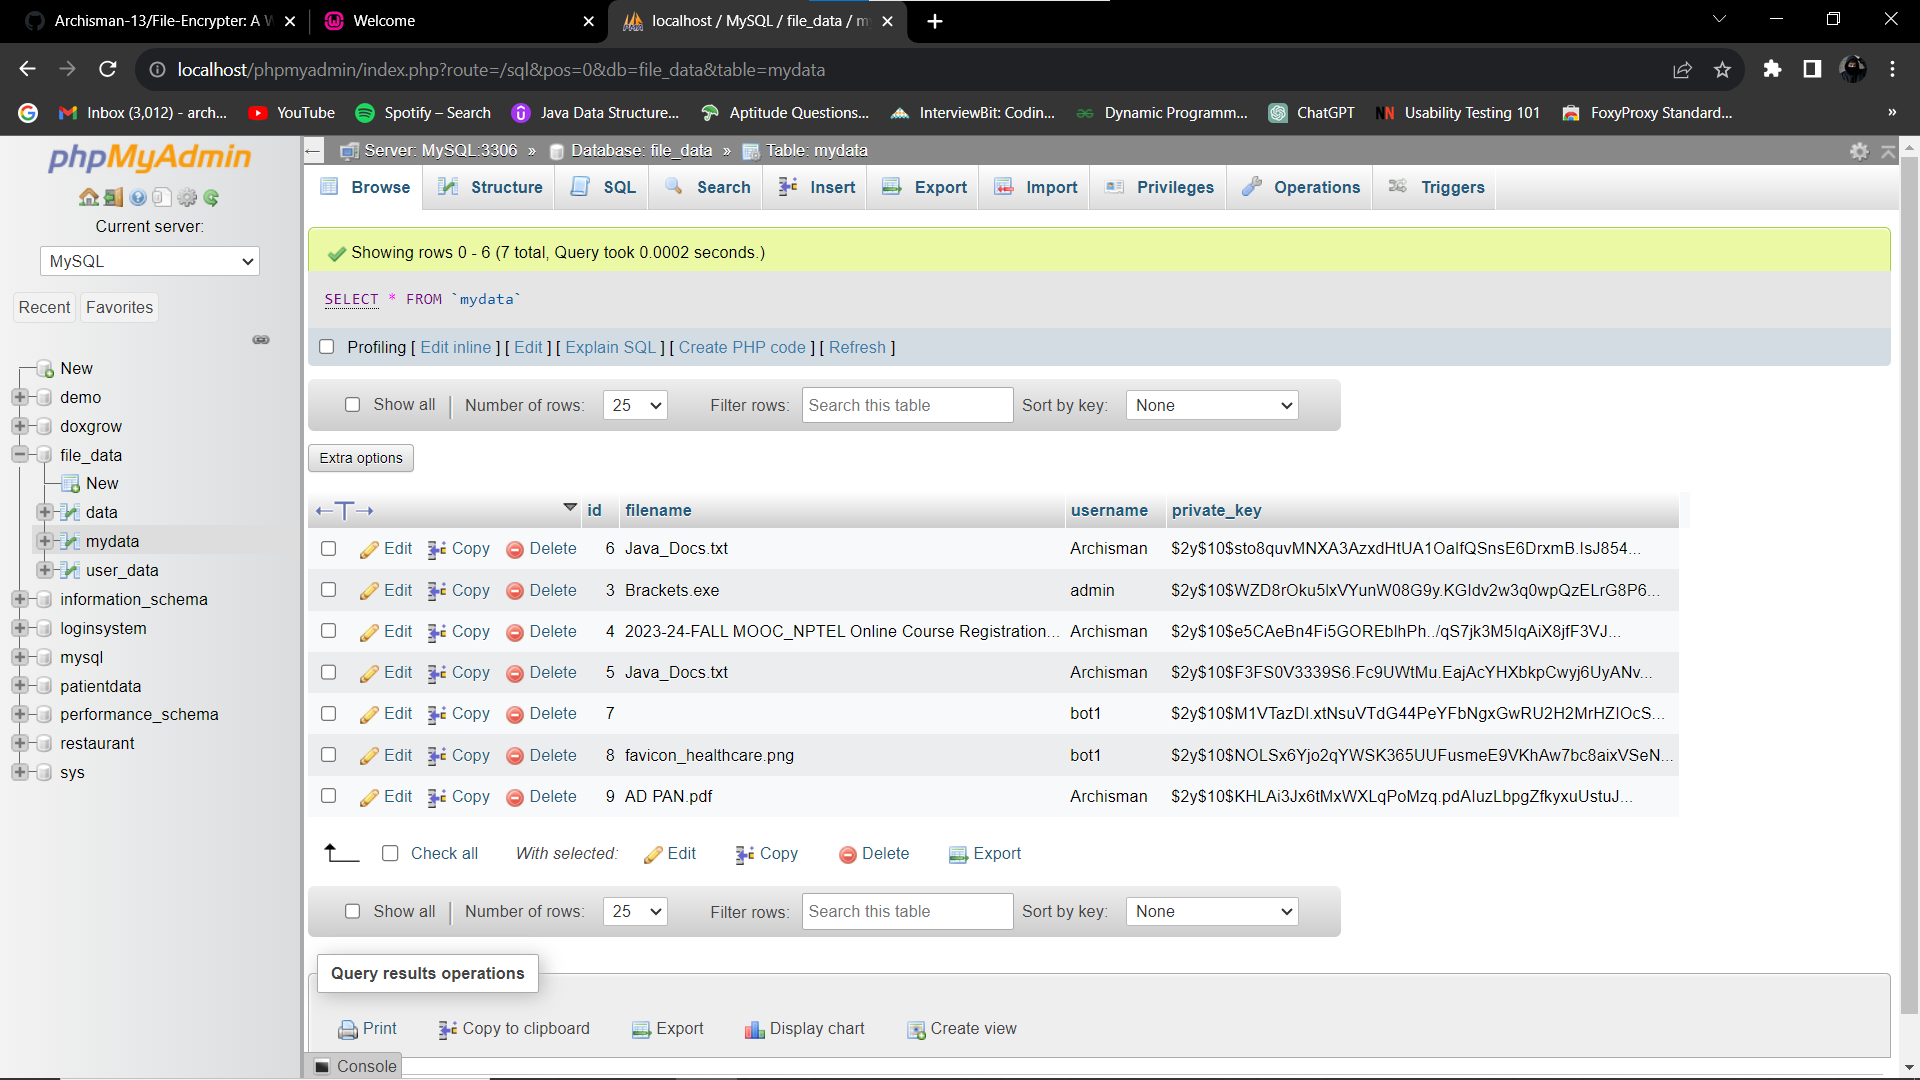 Archisman-13/File-Encrypter: A W
Welcome
localhost / MySQL / file_data / m
localhost/phpmyadmin/index.php?route=/sql&pos=0&db=file_data&table=mydata
Inbox (3,012) - arch...
YouTube
Spotify – Search
Java Data Structure...
Aptitude Questions...
InterviewBit: Codin...
Dynamic Programm...
ChatGPT
Usability Testing 101
FoxyProxy Standard...
»
phpMyAdmin
Current server:
MySQL
Recent Favorites
New
demo
doxgrow
file_data
New
data
mydata
user_data
information_schema
loginsystem
mysql
patientdata
performance_schema
restaurant
sys
Server: MySQL:3306 » Database: file_data » Table: mydata
Browse Structure SQL Search Insert Export Import Privileges Operations Triggers
Showing rows 0 - 6 (7 total, Query took 0.0002 seconds.)
SELECT * FROM `mydata`
Profiling [ Edit inline ] [ Edit ] [ Explain SQL ] [ Create PHP code ] [ Refresh ]
Show all | Number of rows: 25 Filter rows: Search this table Sort by key: None
Extra options
←T→ id filename username private_key
Edit Copy Delete 6 Java_Docs.txt Archisman $2y$10$sto8quvMNXA3AzxdHtUA1OaIfQSnsE6DrxmB.IsJ854...
Edit Copy Delete 3 Brackets.exe admin $2y$10$WZD8rOku5lxVYunW08G9y.KGIdv2w3q0wpQzELrG8P6...
Edit Copy Delete 4 2023-24-FALL MOOC_NPTEL Online Course Registration... Archisman $2y$10$e5CAeBn4Fi5GOREblhPh../qS7jk3M5IqAiX8jfF3VJ...
Edit Copy Delete 5 Java_Docs.txt Archisman $2y$10$F3FS0V3339S6.Fc9UWtMu.EajAcYHXbkpCwyj6UyANv...
Edit Copy Delete 7 bot1 $2y$10$M1VTazDl.xtNsuVTdG44PeYFbNgxGwRU2H2MrHZIOcS...
Edit Copy Delete 8 favicon_healthcare.png bot1 $2y$10$NOLSx6Yjo2qYWSK365UUFusmeE9VKhAw7bc8aixVSeN...
Edit Copy Delete 9 AD PAN.pdf Archisman $2y$10$KHLAi3Jx6tMxWXLqPoMzq.pdAIuzLbpgZfkyxuUstuJ...
Check all With selected: Edit Copy Delete Export
Show all | Number of rows: 25 Filter rows: Search this table Sort by key: None
Query results operations
Print Copy to clipboard Export Display chart Create view
Console